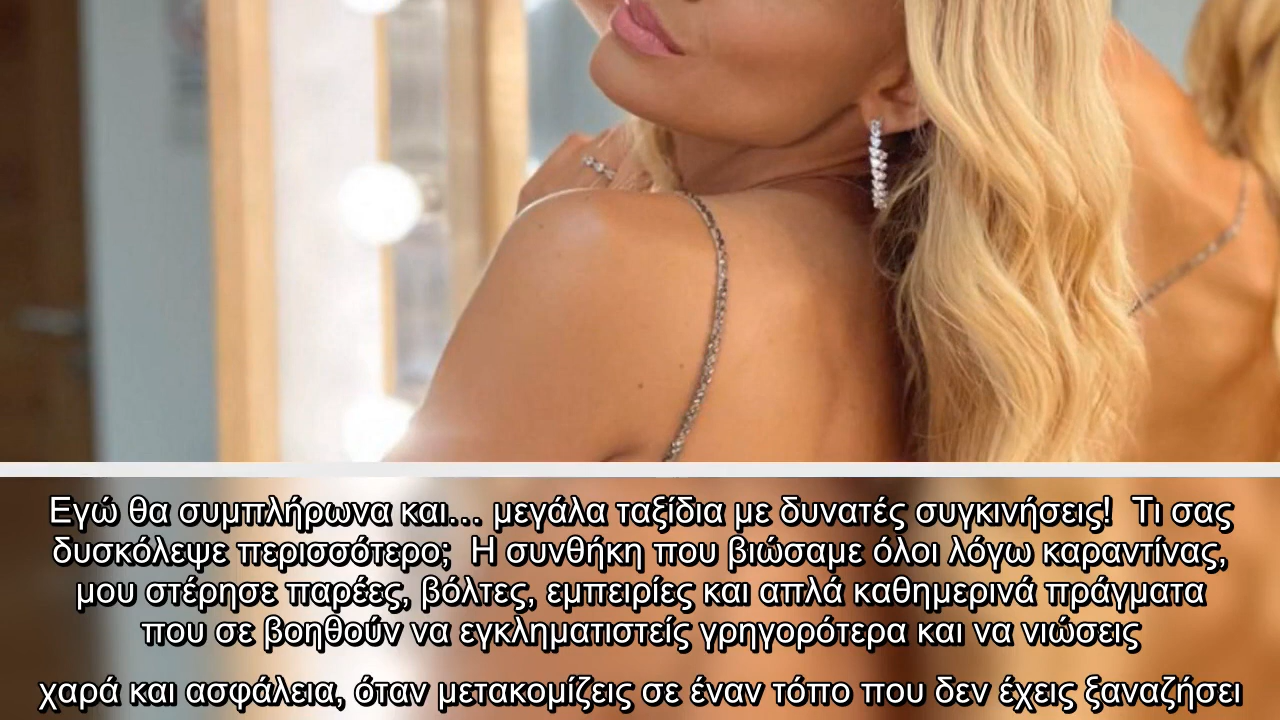 Εγώ θα συμπλήρωνα και... μεγάλα ταξίδια με δυνατές συγκινήσεις!  Τι σας
δυσκόλεψε περισσότερο;  Η συνθήκη που βιώσαμε όλοι λόγω καραντίνας,
μου στέρησε παρέες, βόλτες, εμπειρίες και απλά καθημερινά πράγματα
που σε βοηθούν να εγκληματιστείς γρηγορότερα και να νιώσεις
χαρά και ασφάλεια, όταν μετακομίζεις σε έναν τόπο που δεν έχεις ξαναζήσει